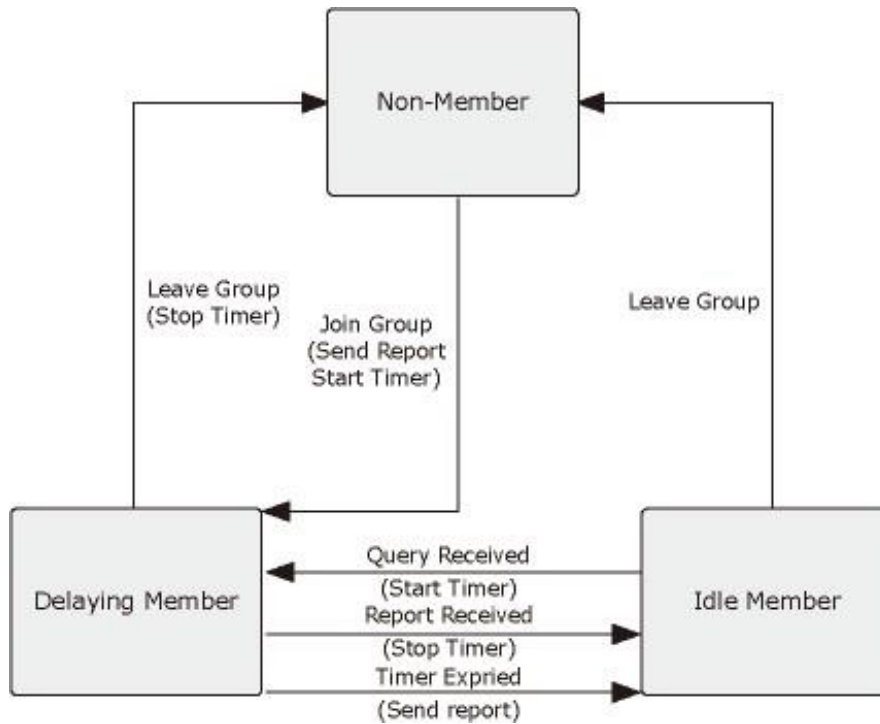 Non-Member
Leave Group
(Stop Timer)
Join Group
(Send Report
Start Timer)
Leave Group
Delaying Member
Query Received
(Start Timer)
Report Received
(Stop Timer)
Timer Expried
(Send report)
Idle Member